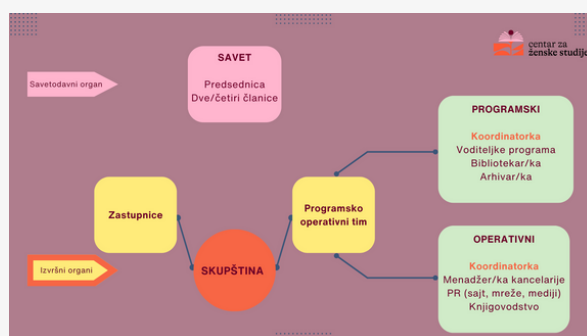 centar za
ženske studije
Savetodavni organ
SAVET
Predsednica
Dve/četiri članice
Zastupnice
Programsko
operativni tim
PROGRAMSKI
Koordinatorka
Voditeljke programa
Bibliotekar/ka
Arhivar/ka
Izvršni organi
SKUPŠTINA
OPERATIVNI
Koordinatorka
Menadžer/ka kancelarije
PR (sajt, mreže, mediji)
Knjigovodstvo